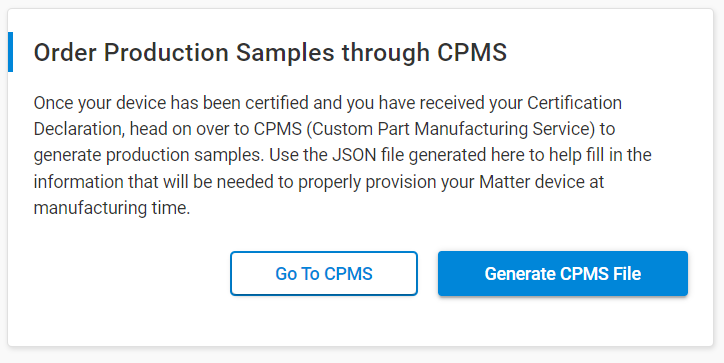 Order Production Samples through CPMS
Once your device has been certified and you have received your Certification
Declaration, head on over to CPMS (Custom Part Manufacturing Service) to
generate production samples. Use the JSON file generated here to help fill in the
information that will be needed to properly provision your Matter device at
manufacturing time.
Go To CPMS
Generate CPMS File